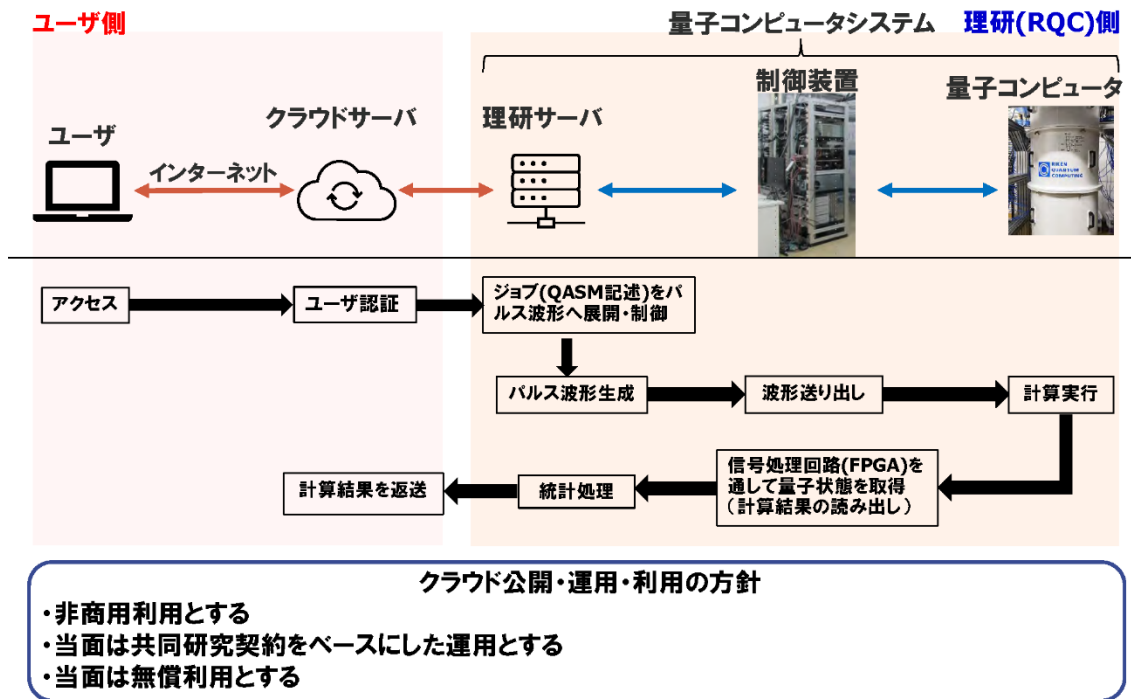 ユーザ側
量子コンピュータシステム
理研(RQC)側
ユーザ
インターネット
クラウドサーバ
理研サーバ
制御装置
量子コンピュータ
RIKEN
QUANTUM
COMPUTING
アクセス
ユーザ認証
ジョブ(QASM記述)をパ
ルス波形へ展開・制御
パルス波形生成
波形送り出し
計算実行
信号処理回路(FPGA)を
通して量子状態を取得
（計算結果の読み出し）
統計処理
計算結果を返送
クラウド公開・運用・利用の方針
・非商用利用とする
・当面は共同研究契約をベースにした運用とする
・当面は無償利用とする